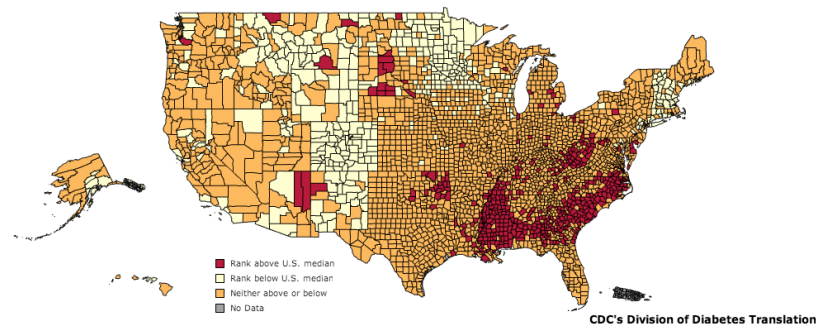 Rank above U.S. median
Rank below U.S. median
Neither above or below
No Data
CDC's Division of Diabetes Translation